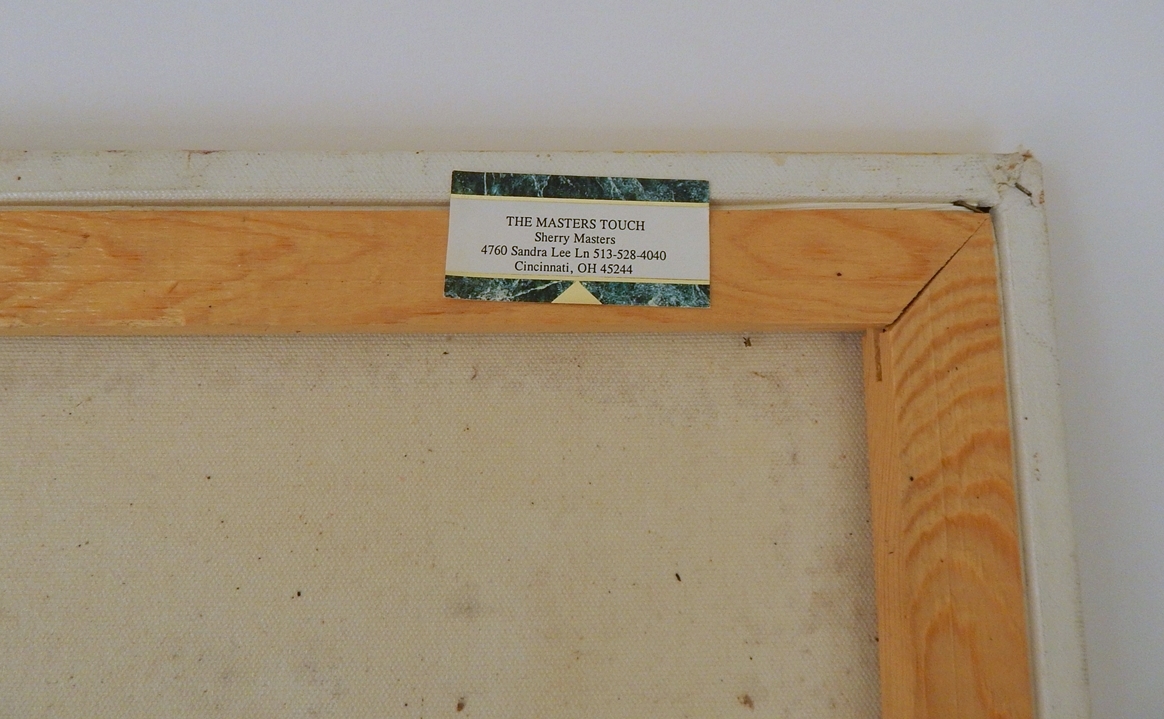 THE MASTERS TOUCH
Sherry Masters
4760 Sandra Lee Ln 513-528-4040
Cincinnati, OH 45244